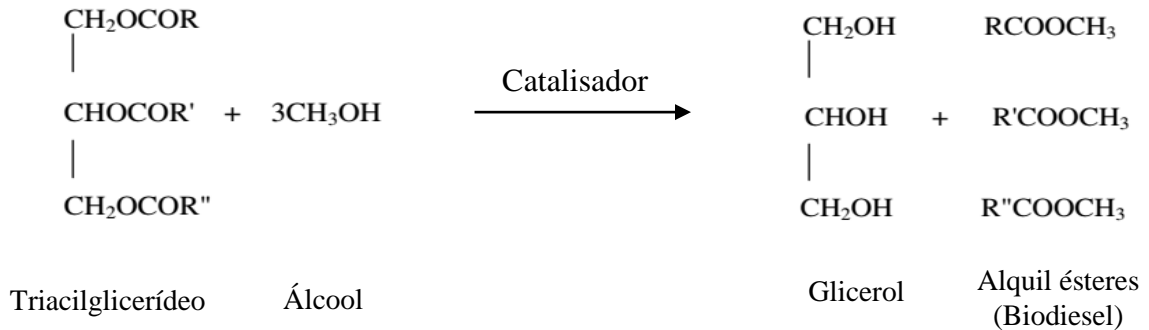 CH₂OCOR
CH₂OH RCOOCH₃
Catalisador
CHOCOR' + 3CH₃OH
CHOH + R'COOCH₃
CH₂OCOR"
CH₂OH R"COOCH₃
Triacilglicerídeo Álcool
Glicerol Alquil ésteres
(Biodiesel)